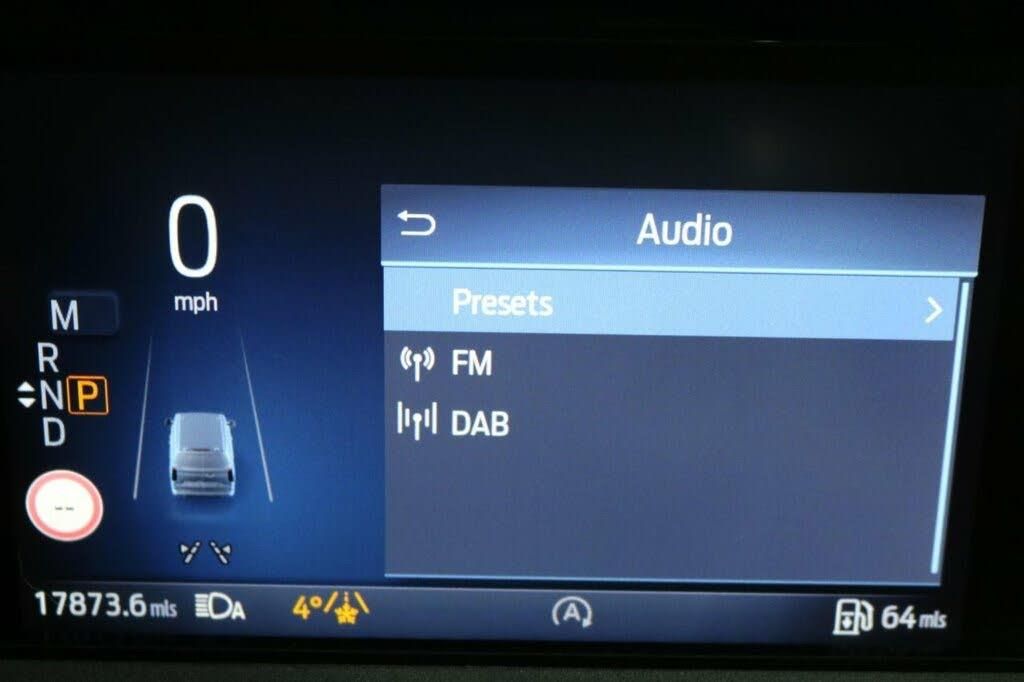 0
mph
M
R
N P
D
--
Audio
Presets
FM
DAB
17873.6 mls
A
4°
A
64 mls